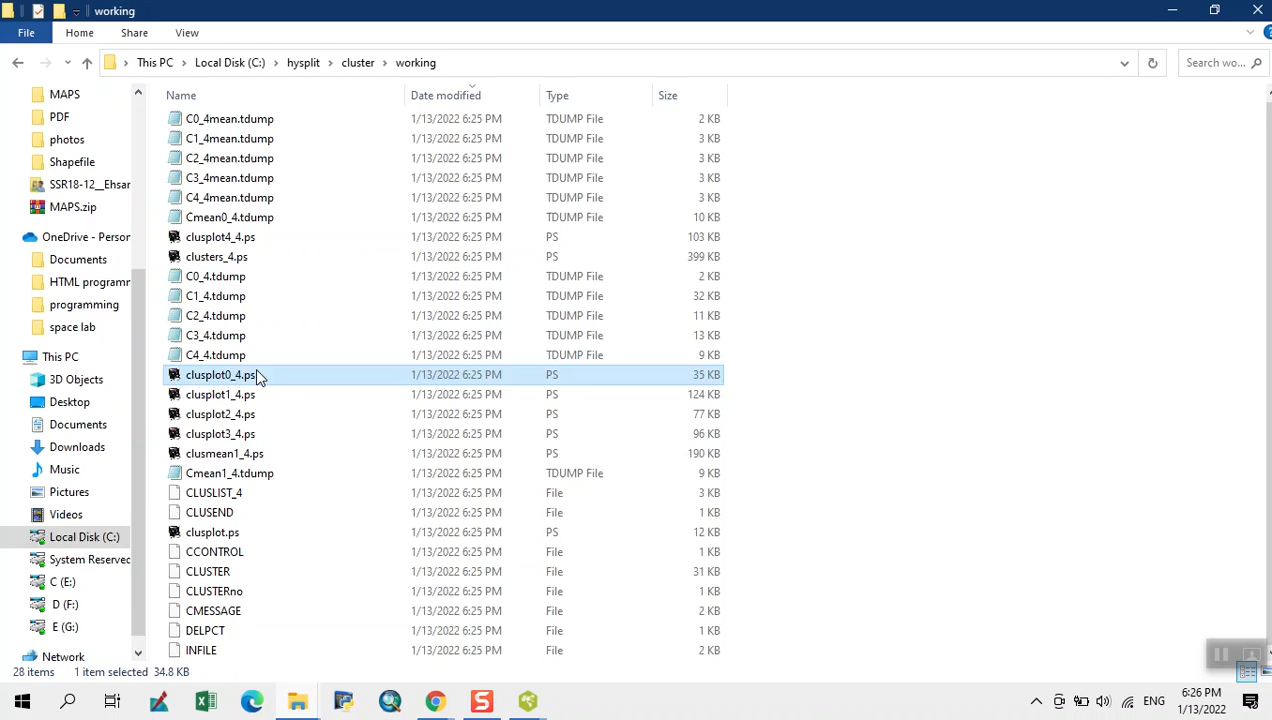 working
File Home Share View
This PC Local Disk (C:) hysplit cluster working
Search wo...
MAPS
PDF
photos
Shapefile
SSR18-12__Ehsar
MAPS.zip
OneDrive - Person
Documents
HTML programm
programming
space lab
This PC
3D Objects
Desktop
Documents
Downloads
Music
Pictures
Videos
Local Disk (C:)
System Reserved
C (E:)
D (F:)
E (G:)
Network
Name Date modified Type Size
C0_4mean.tdump 1/13/2022 6:25 PM TDUMP File 2 KB
C1_4mean.tdump 1/13/2022 6:25 PM TDUMP File 3 KB
C2_4mean.tdump 1/13/2022 6:25 PM TDUMP File 3 KB
C3_4mean.tdump 1/13/2022 6:25 PM TDUMP File 3 KB
C4_4mean.tdump 1/13/2022 6:25 PM TDUMP File 3 KB
Cmean0_4.tdump 1/13/2022 6:25 PM TDUMP File 10 KB
clusplot4_4.ps 1/13/2022 6:25 PM PS 103 KB
clusters_4.ps 1/13/2022 6:25 PM PS 399 KB
C0_4.tdump 1/13/2022 6:25 PM TDUMP File 2 KB
C1_4.tdump 1/13/2022 6:25 PM TDUMP File 32 KB
C2_4.tdump 1/13/2022 6:25 PM TDUMP File 11 KB
C3_4.tdump 1/13/2022 6:25 PM TDUMP File 13 KB
C4_4.tdump 1/13/2022 6:25 PM TDUMP File 9 KB
clusplot0_4.ps 1/13/2022 6:25 PM PS 35 KB
clusplot1_4.ps 1/13/2022 6:25 PM PS 124 KB
clusplot2_4.ps 1/13/2022 6:25 PM PS 77 KB
clusplot3_4.ps 1/13/2022 6:25 PM PS 96 KB
clusmean1_4.ps 1/13/2022 6:25 PM PS 190 KB
Cmean1_4.tdump 1/13/2022 6:25 PM TDUMP File 9 KB
CLUSLIST_4 1/13/2022 6:25 PM File 3 KB
CLUSEND 1/13/2022 6:25 PM File 1 KB
clusplot.ps 1/13/2022 6:25 PM PS 12 KB
CCONTROL 1/13/2022 6:25 PM File 1 KB
CLUSTER 1/13/2022 6:25 PM File 31 KB
CLUSTERno 1/13/2022 6:25 PM File 1 KB
CMESSAGE 1/13/2022 6:25 PM File 2 KB
DELPCT 1/13/2022 6:25 PM File 1 KB
INFILE 1/13/2022 6:25 PM File 2 KB
28 items 1 item selected 34.8 KB
ENG
6:26 PM
1/13/2022